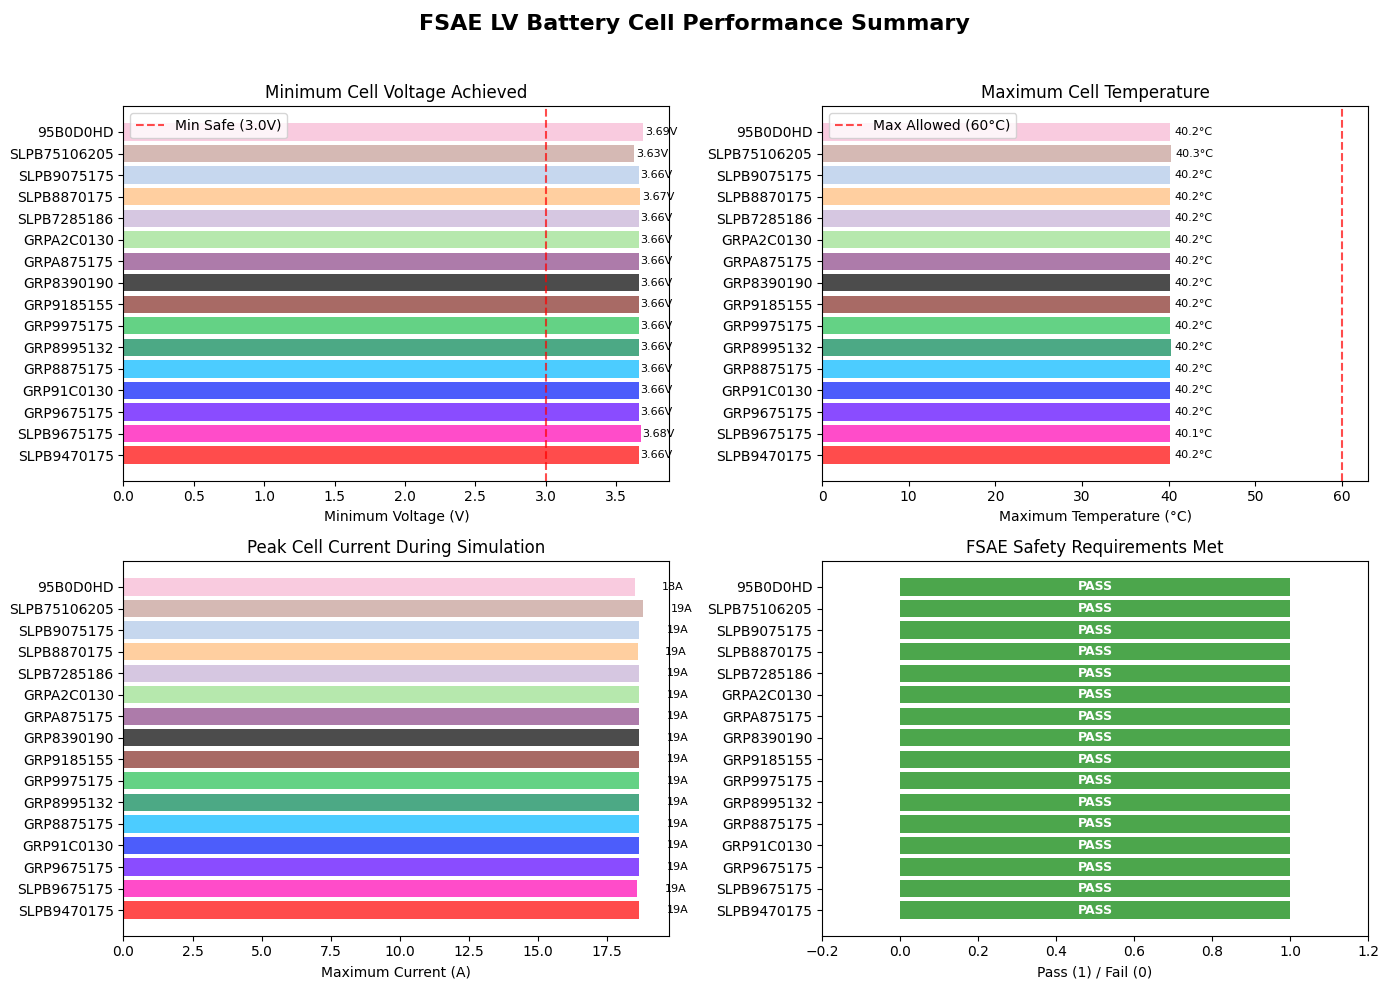 FSAE LV Battery Cell Performance Summary
Minimum Cell Voltage Achieved
Min Safe (3.0V)
95B0D0HD 3.69V
SLPB75106205 3.63V
SLPB9075175 3.66V
SLPB8870175 3.67V
SLPB7285186 3.66V
GRPA2C0130 3.66V
GRPA875175 3.66V
GRP8390190 3.66V
GRP9185155 3.66V
GRP9975175 3.66V
GRP8995132 3.66V
GRP8875175 3.66V
GRP91C0130 3.66V
GRP9675175 3.66V
SLPB9675175 3.68V
SLPB9470175 3.66V
0.0 0.5 1.0 1.5 2.0 2.5 3.0 3.5
Minimum Voltage (V)
Maximum Cell Temperature
Max Allowed (60°C)
95B0D0HD 40.2°C
SLPB75106205 40.3°C
SLPB9075175 40.2°C
SLPB8870175 40.2°C
SLPB7285186 40.2°C
GRPA2C0130 40.2°C
GRPA875175 40.2°C
GRP8390190 40.2°C
GRP9185155 40.2°C
GRP9975175 40.2°C
GRP8995132 40.2°C
GRP8875175 40.2°C
GRP91C0130 40.2°C
GRP9675175 40.2°C
SLPB9675175 40.1°C
SLPB9470175 40.2°C
0 10 20 30 40 50 60
Maximum Temperature (°C)
Peak Cell Current During Simulation
95B0D0HD 18A
SLPB75106205 19A
SLPB9075175 19A
SLPB8870175 19A
SLPB7285186 19A
GRPA2C0130 19A
GRPA875175 19A
GRP8390190 19A
GRP9185155 19A
GRP9975175 19A
GRP8995132 19A
GRP8875175 19A
GRP91C0130 19A
GRP9675175 19A
SLPB9675175 19A
SLPB9470175 19A
0.0 2.5 5.0 7.5 10.0 12.5 15.0 17.5
Maximum Current (A)
FSAE Safety Requirements Met
95B0D0HD PASS
SLPB75106205 PASS
SLPB9075175 PASS
SLPB8870175 PASS
SLPB7285186 PASS
GRPA2C0130 PASS
GRPA875175 PASS
GRP8390190 PASS
GRP9185155 PASS
GRP9975175 PASS
GRP8995132 PASS
GRP8875175 PASS
GRP91C0130 PASS
GRP9675175 PASS
SLPB9675175 PASS
SLPB9470175 PASS
−0.2 0.0 0.2 0.4 0.6 0.8 1.0 1.2
Pass (1) / Fail (0)